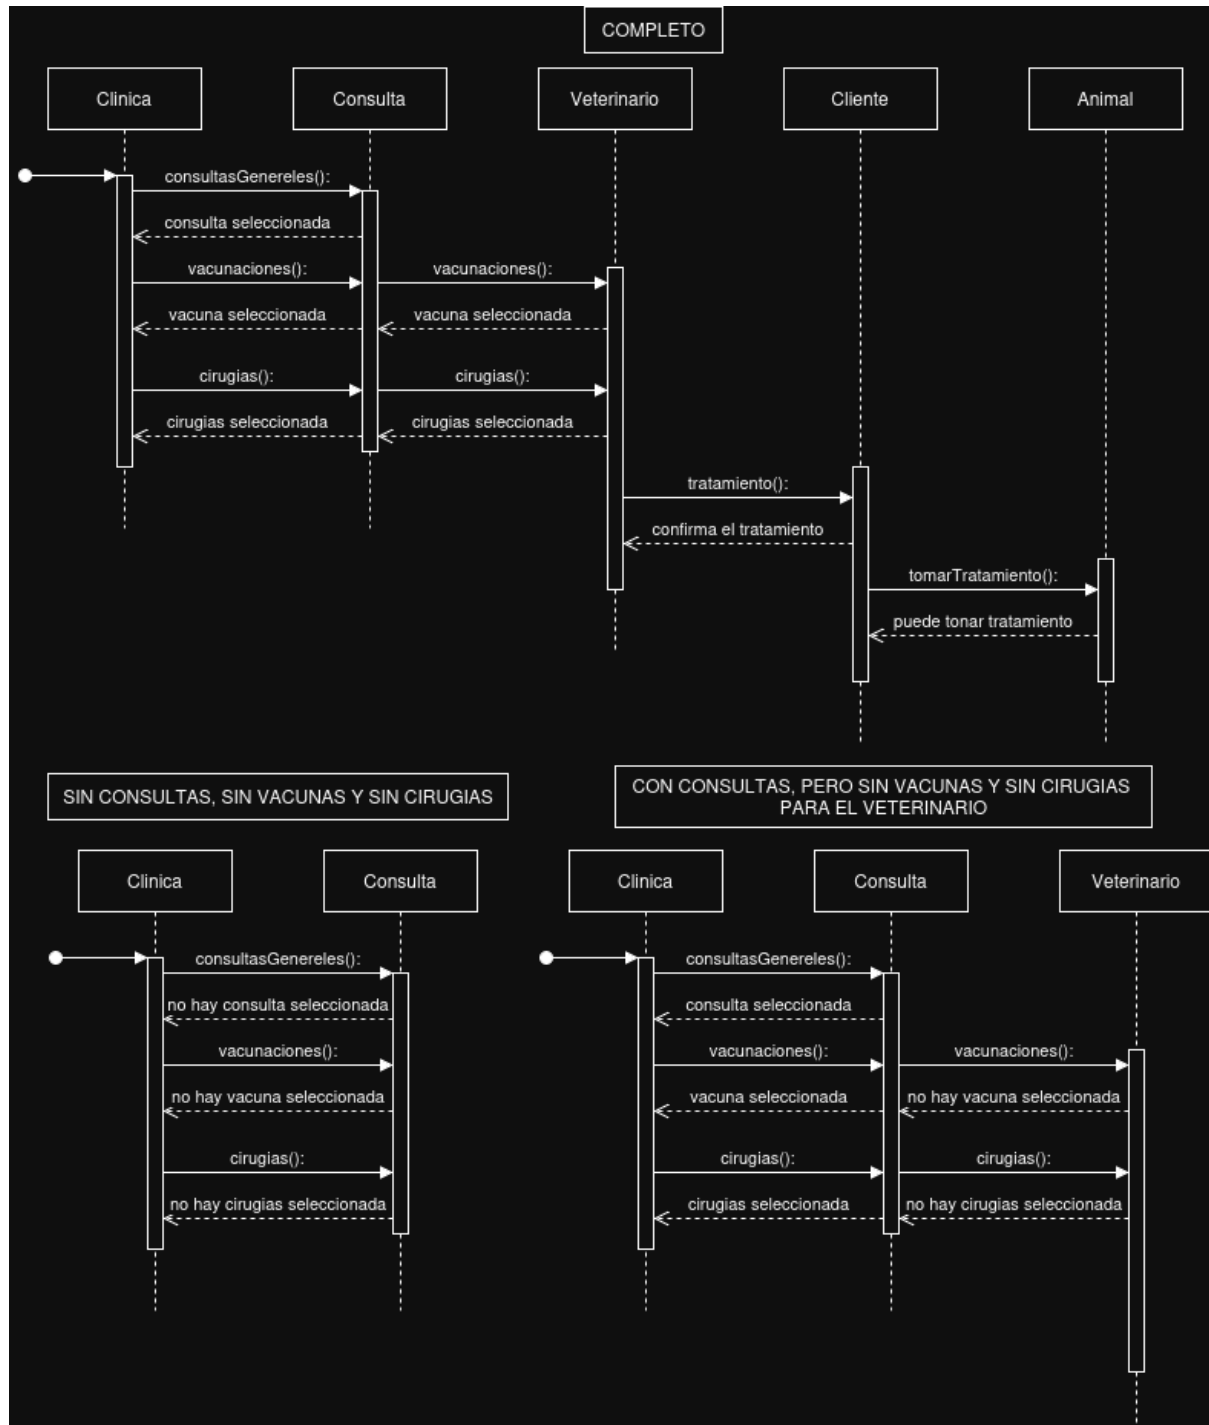 COMPLETO
Clinica
Consulta
Veterinario
Cliente
Animal
consultasGenereles():
consulta seleccionada
vacunaciones():
vacunaciones():
vacuna seleccionada
vacuna seleccionada
cirugias():
cirugias():
cirugias seleccionada
cirugias seleccionada
tratamiento():
confirma el tratamiento
tomarTratamiento():
puede tonar tratamiento
SIN CONSULTAS, SIN VACUNAS Y SIN CIRUGIAS
Clinica
Consulta
consultasGenereles():
no hay consulta seleccionada
vacunaciones():
no hay vacuna seleccionada
cirugias():
no hay cirugias seleccionada
CON CONSULTAS, PERO SIN VACUNAS Y SIN CIRUGIAS
PARA EL VETERINARIO
Clinica
Consulta
Veterinario
consultasGenereles():
consulta seleccionada
vacunaciones():
vacunaciones():
vacuna seleccionada
no hay vacuna seleccionada
cirugias():
cirugias():
cirugias seleccionada
no hay cirugias seleccionada